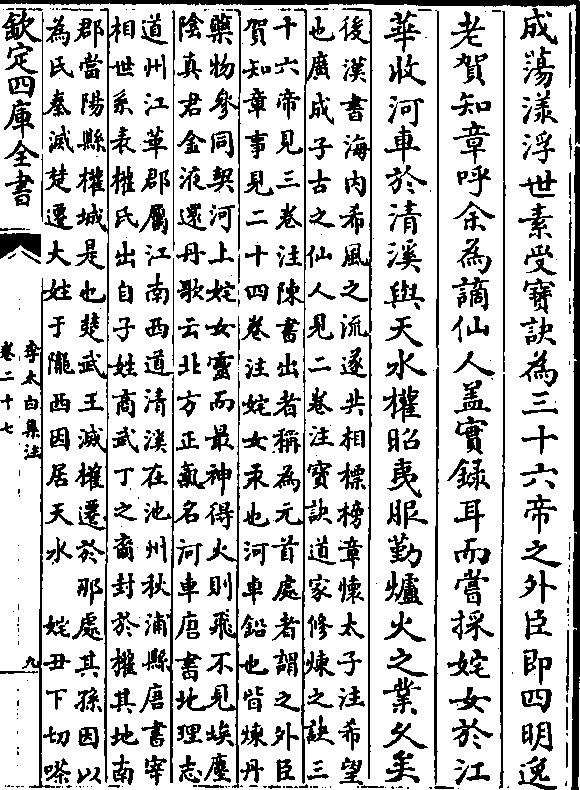 成蕩漾浮世素受寶訣為三十六帝之外臣即四明逸
老賀知章呼余為謫仙人盖實録耳而嘗採姹女於江
華收河車於清溪與天水權昭夷服勤爐火之業久矣
後漢書海内希風之流遂共相標榜章懐太子注希望
也廣成子古之仙人見二卷注寶訣道家修煉之訣三
十六帝見三卷注陳書出者稱為元首處者謂之外臣
賀知章事見二十四卷注姹女汞也河車鉛也皆煉丹
藥物參同契河上姹女靈而最神得火則飛不見埃塵
陰真君金液還丹歌云北方正氣名河車唐書地理志
道州江華郡屬江南西道清溪在池州秋浦縣唐書宰
相世系表權氏出自子姓商武丁之裔封於權其地南
郡當陽縣權城是也楚武王滅權遷於那處其孫因以
為氏秦滅楚遷大姓于隴西因居天水 姹丑下切嗏
欽定四庫全書
李太白集注
卷二十七
九